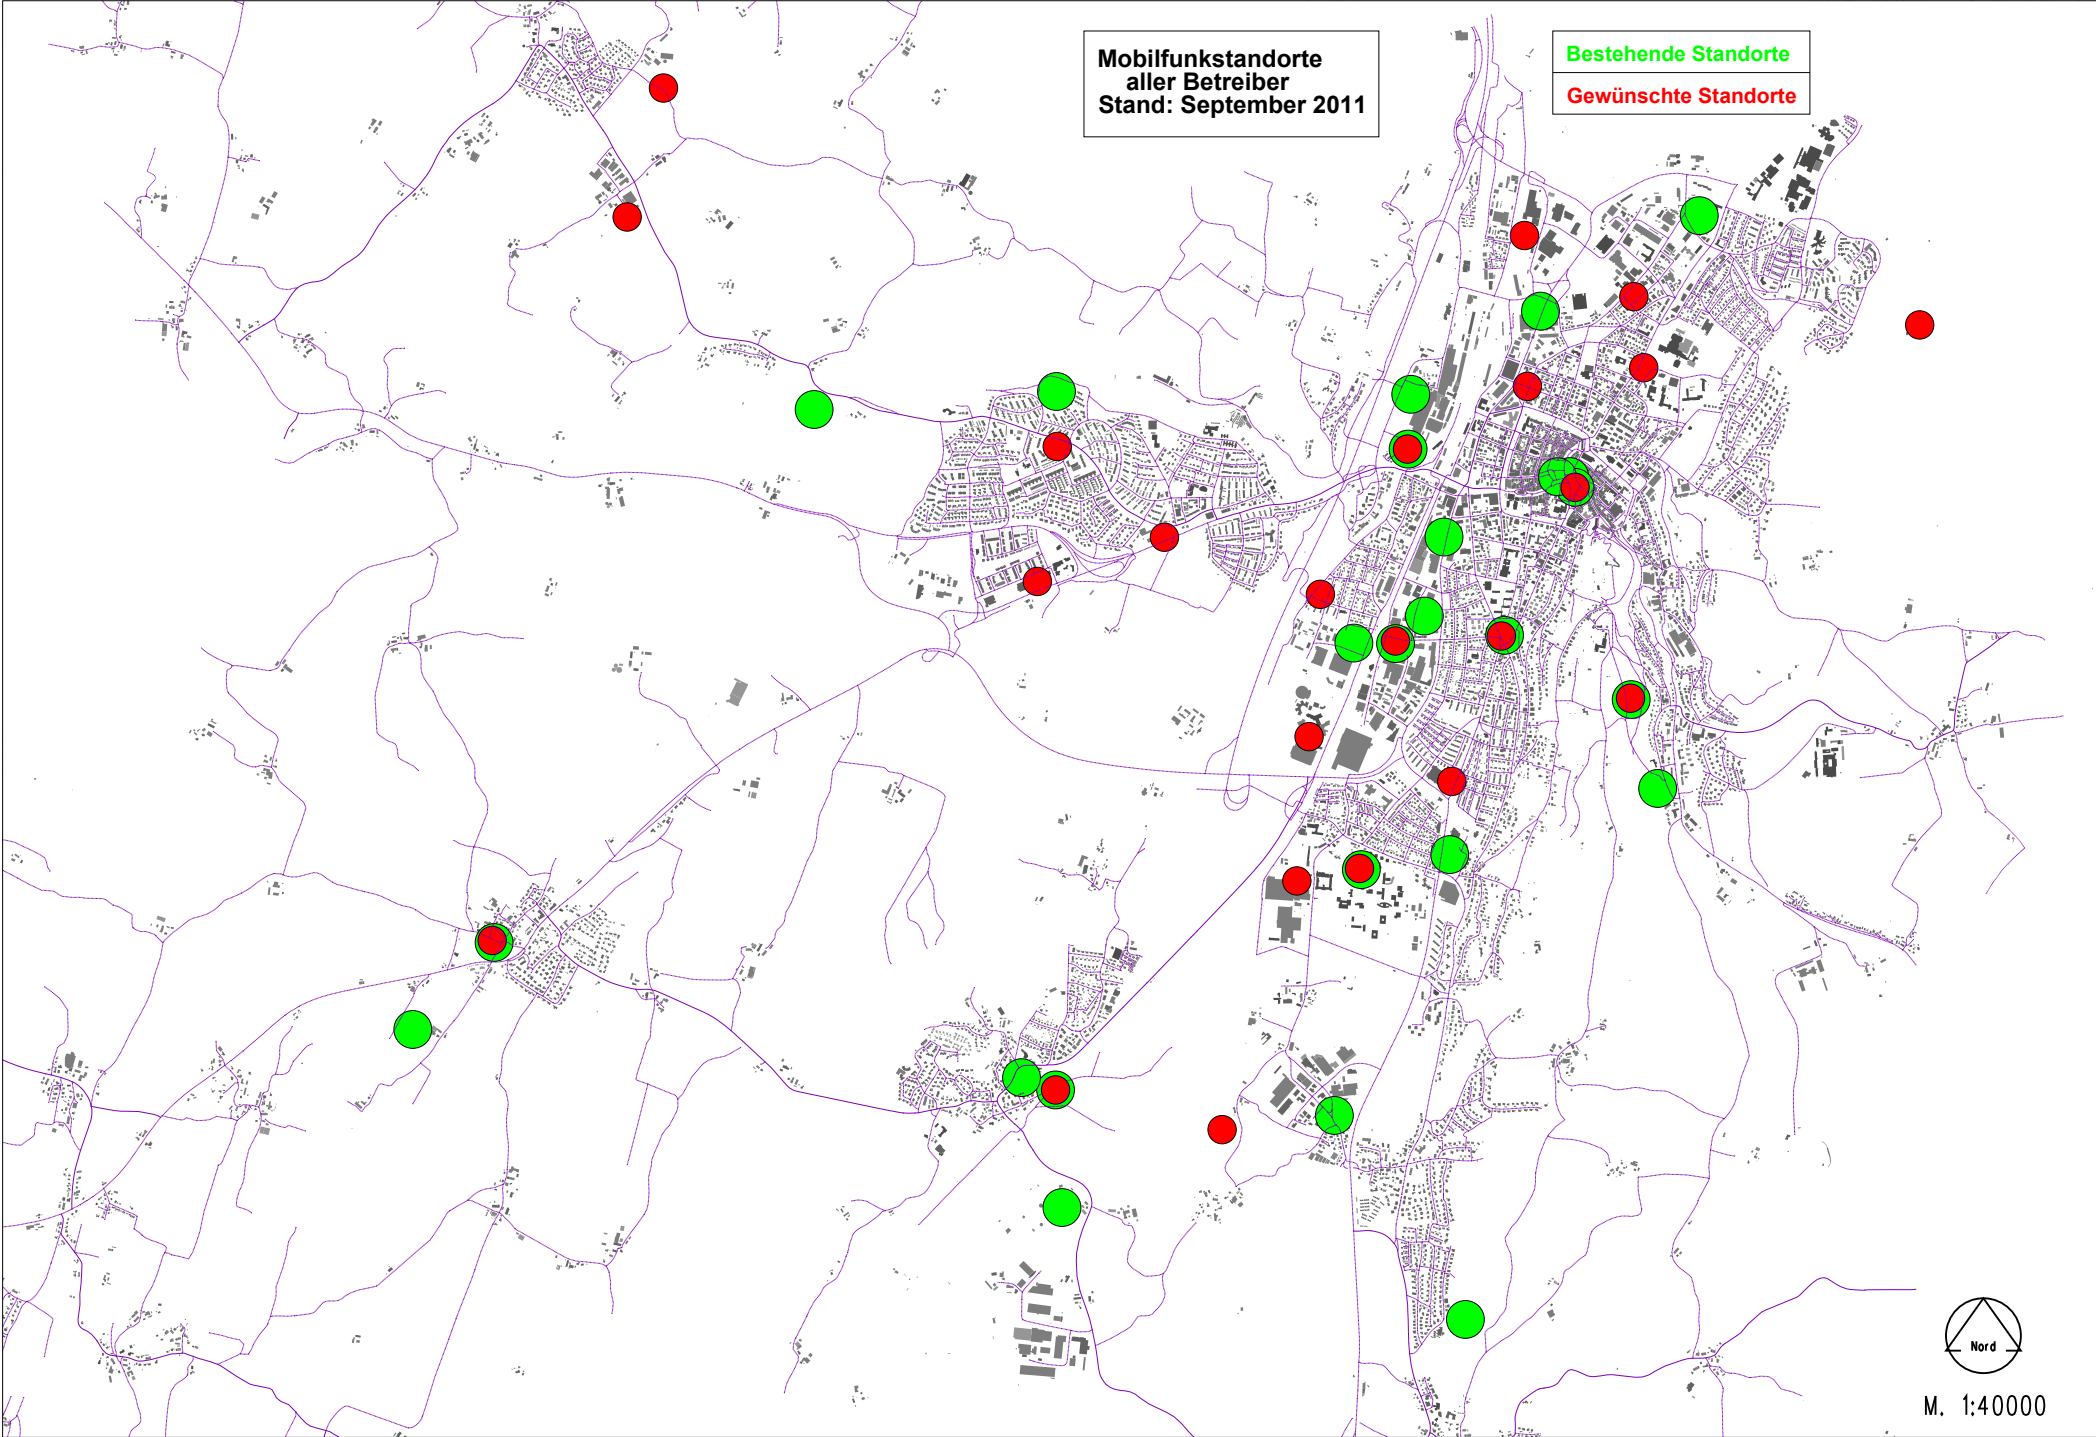 Mobilfunkstandorte
aller Betreiber
Stand: September 2011
Bestehende Standorte
Gewünschte Standorte
Nord
M. 1:40000